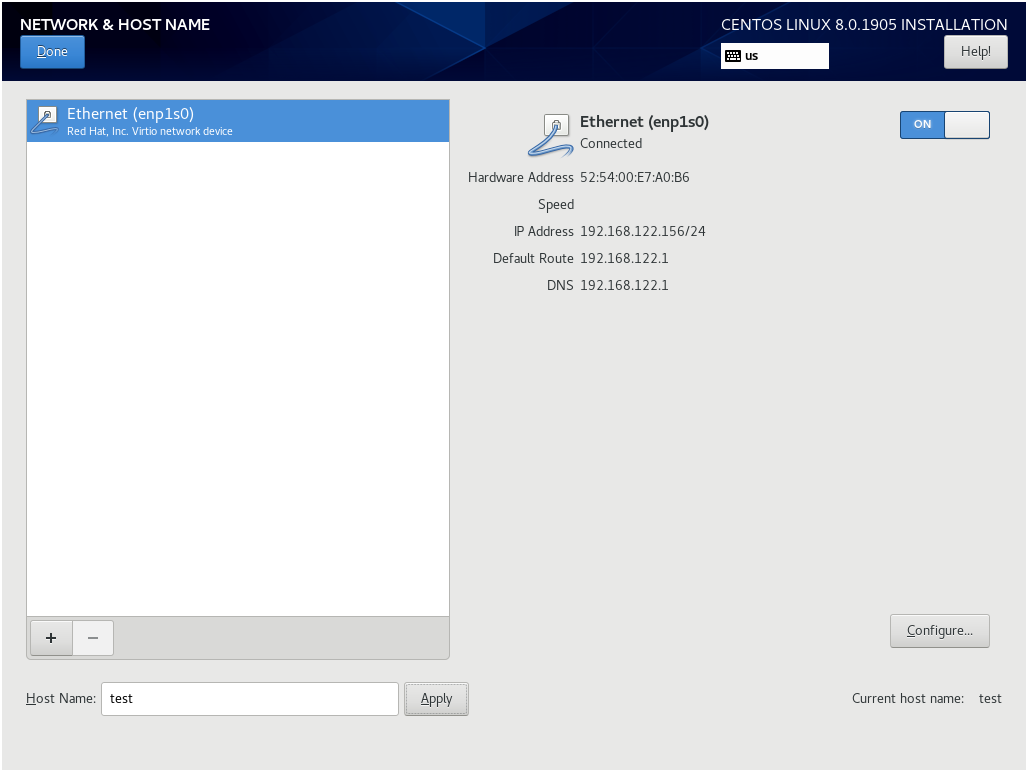 NETWORK & HOST NAME
CENTOS LINUX 8.0.1905 INSTALLATION
Done
us
Help!
Ethernet (enp1s0)
Red Hat, Inc. Virtio network device
Ethernet (enp1s0)
Connected
ON
Hardware Address 52:54:00:E7:A0:B6
Speed
IP Address 192.168.122.156/24
Default Route 192.168.122.1
DNS 192.168.122.1
+ −
Configure...
Host Name: test Apply
Current host name: test